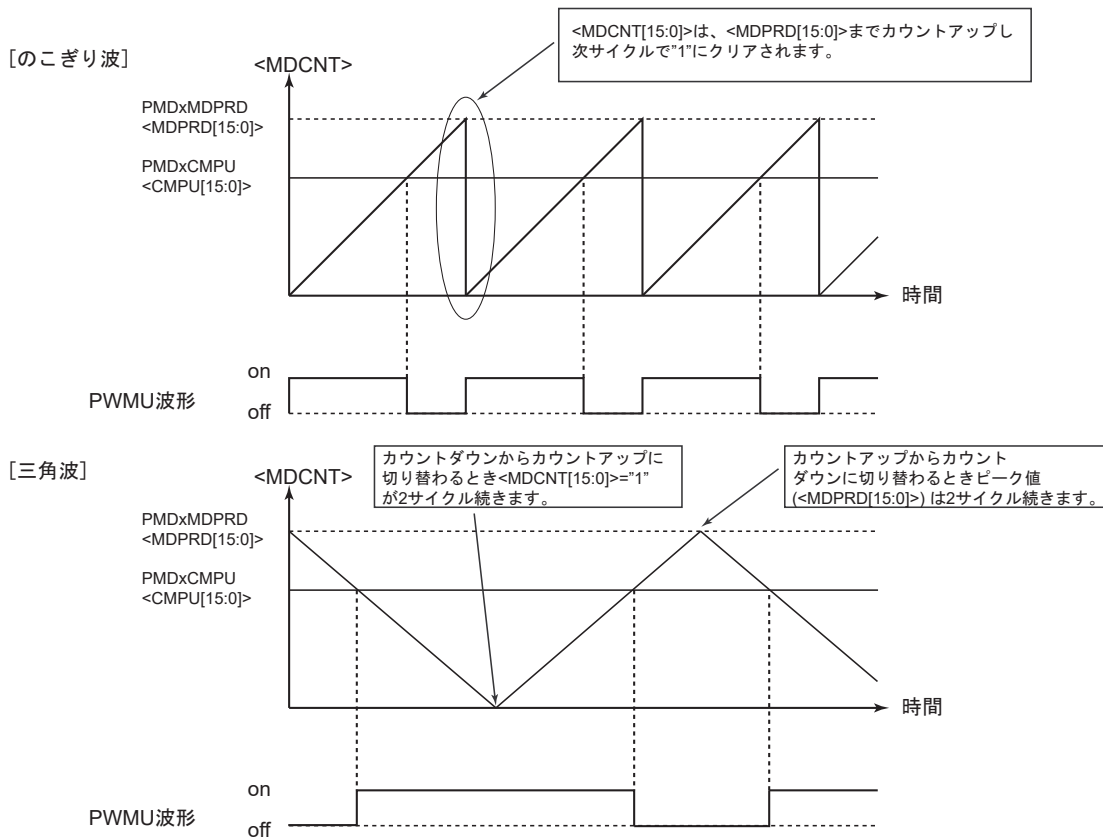 [のこぎり波]
<MDCNT>
<MDCNT[15:0]>は、<MDPRD[15:0]>までカウントアップし
次サイクルで"1"にクリアされます。
PMDxMDPRD
<MDPRD[15:0]>
PMDxCMPU
<CMPU[15:0]>
時間
on
PWMU波形
off
[三角波]
<MDCNT>
カウントダウンからカウントアップに
切り替わるとき<MDCNT[15:0]>="1"
が2サイクル続きます。
カウントアップからカウント
ダウンに切り替わるときピーク値
(<MDPRD[15:0]>) は2サイクル続きます。
PMDxMDPRD
<MDPRD[15:0]>
PMDxCMPU
<CMPU[15:0]>
時間
on
PWMU波形
off